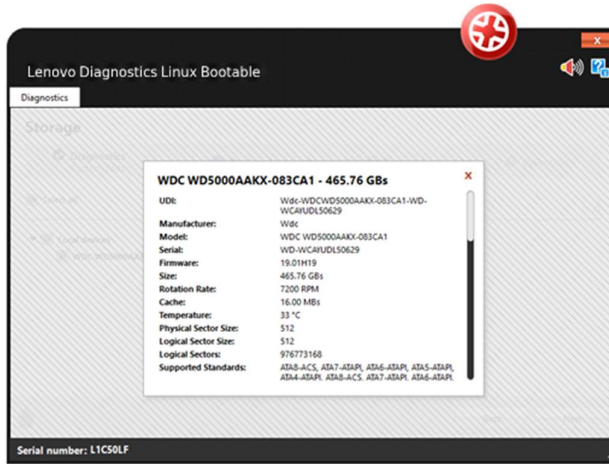 Lenovo Diagnostics Linux Bootable
Diagnostics
Storage
Diagnostics
WDC WD5000AAKX-083CA1 - 465.76 GBs
UDI: Wdc-WDCWD5000AAKX-083CA1-WD-
WCAYUDL50629
Manufacturer: Wdc
Model: WDC WD5000AAKX-083CA1
Serial: WD-WCAYUDL50629
Firmware: 19.01H19
Size: 465.76 GBs
Rotation Rate: 7200 RPM
Cache: 16.00 MBs
Temperature: 33 °C
Physical Sector Size: 512
Logical Sector Size: 512
Logical Sectors: 976773168
Supported Standards: ATA8-ACS, ATA7-ATAPI, ATA6-ATAPI, ATA5-ATAPI,
ATA4-ATAPI. ATA8-ACS. ATA7-ATAPI. ATA6-ATAPI.
Select all
Next
Serial number: L1C50LF